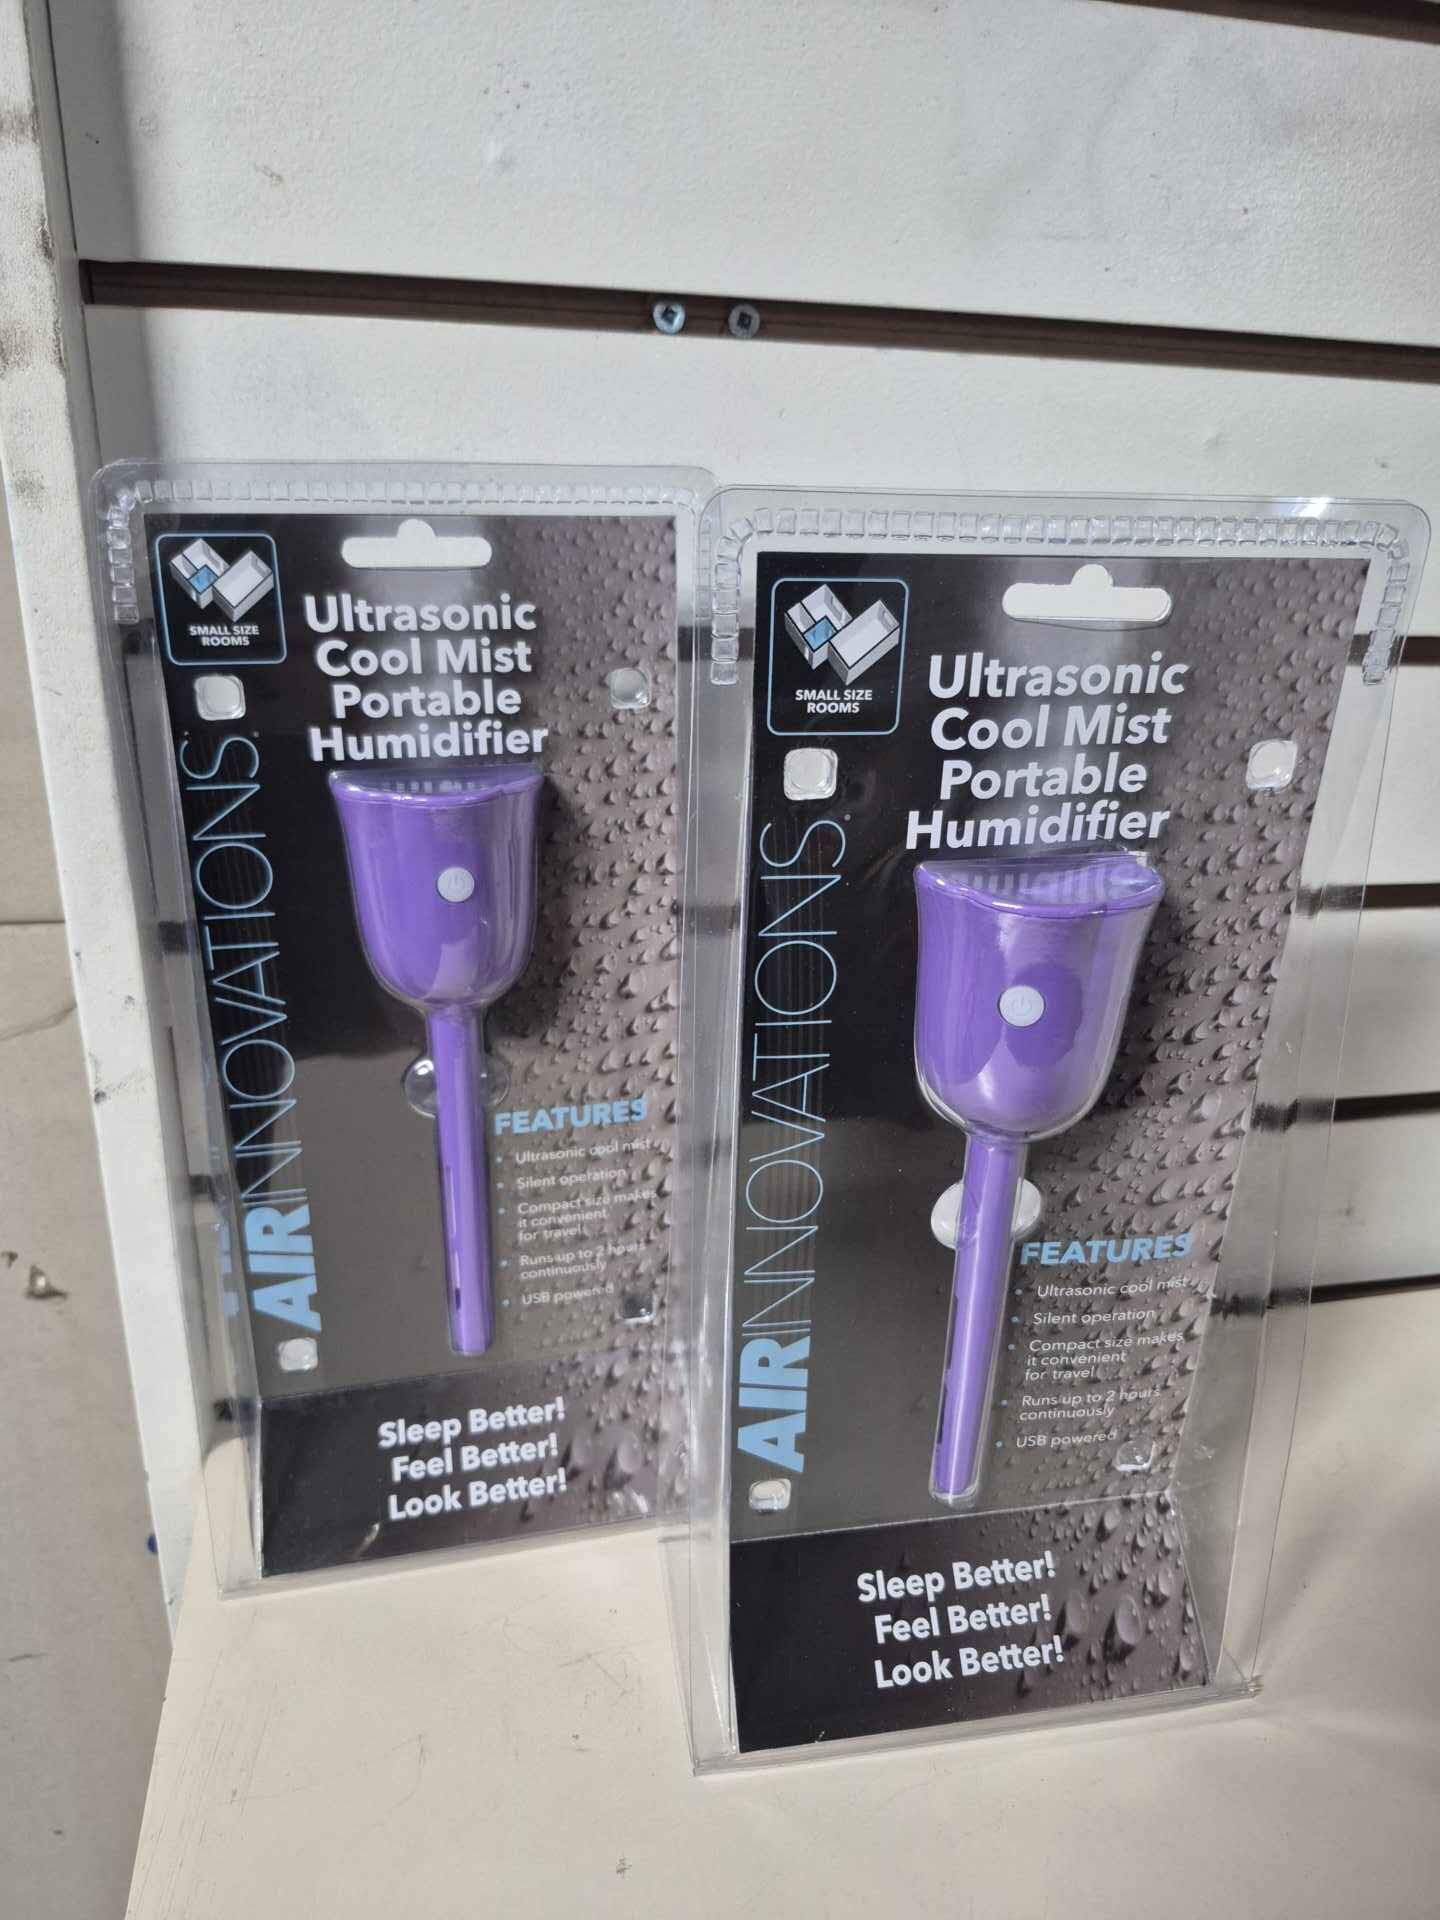 SMALL SIZE
ROOMS
Ultrasonic
Cool Mist
Portable
Humidifier
AIRINNOVATIONS
FEATURES
• Ultrasonic cool mist
• Silent operation
• Compact size makes
it convenient
for travel
• Runs up to 2 hours
continuously
• USB powered
Sleep Better!
Feel Better!
Look Better!
SMALL SIZE
ROOMS
Ultrasonic
Cool Mist
Portable
Humidifier
AIRINNOVATIONS
FEATURES
• Ultrasonic cool mist
• Silent operation
• Compact size makes
it convenient
for travel
• Runs up to 2 hours
continuously
• USB powered
Sleep Better!
Feel Better!
Look Better!